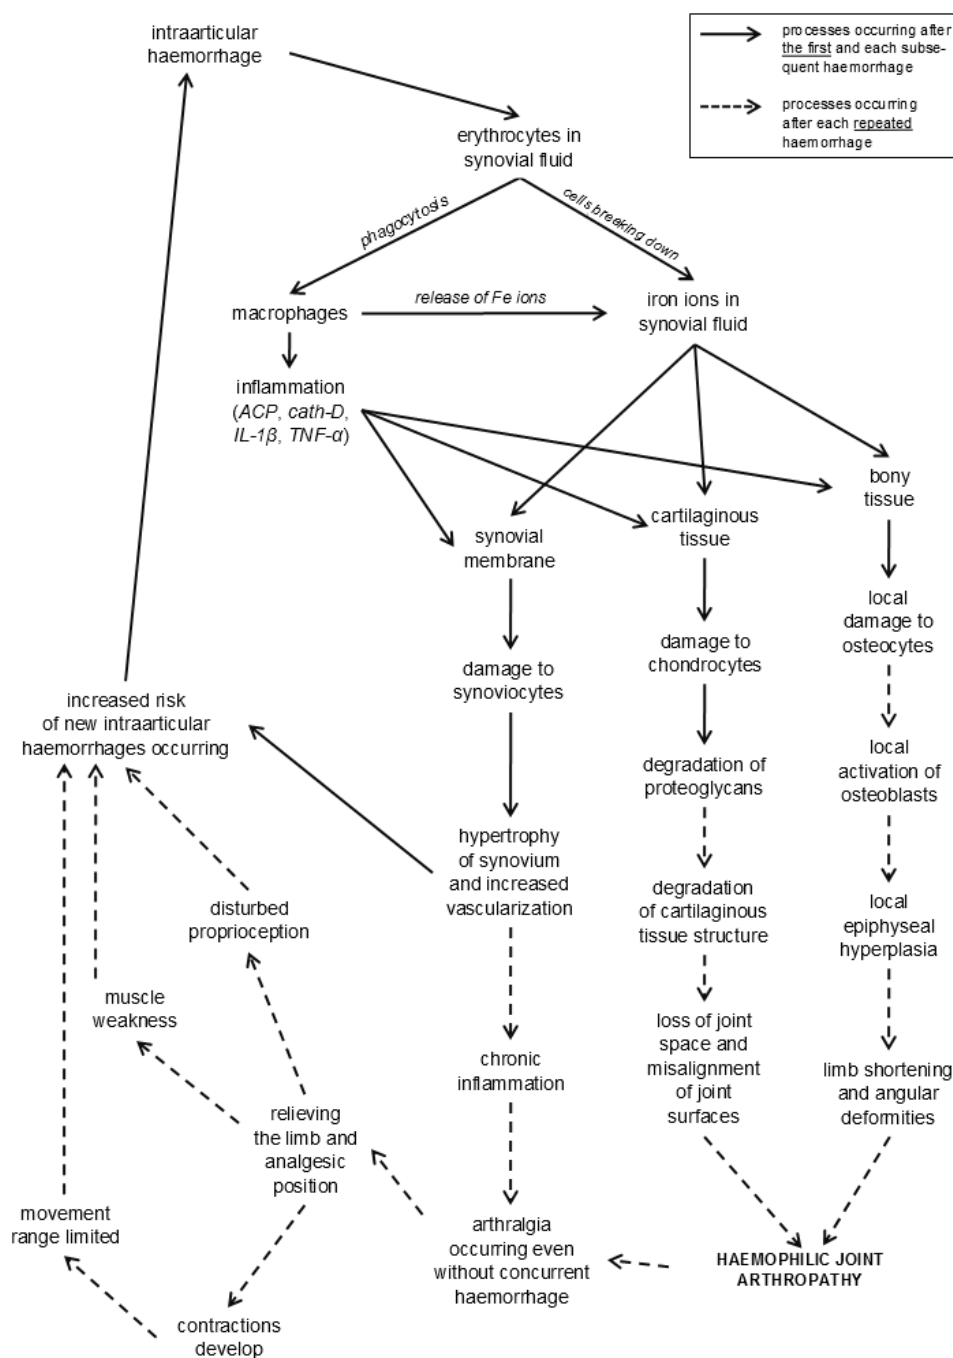 intraarticular
haemorrhage
processes occurring after
the first and each subse-
quent haemorrhage
processes occurring
after each repeated
haemorrhage
erythrocytes in
synovial fluid
phagocytosis
cells breaking down
macrophages
release of Fe ions
iron ions in
synovial fluid
inflammation
(ACP, cath-D,
IL-1β, TNF-α)
bony
tissue
cartilaginous
tissue
synovial
membrane
local
damage to
osteocytes
damage to
chondrocytes
damage to
synoviocytes
increased risk
of new intraarticular
haemorrhages occurring
local
activation of
osteoblasts
degradation of
proteoglycans
hypertrophy
of synovium
and increased
vascularization
degradation
of cartilaginous
tissue structure
local
epiphyseal
hyperplasia
disturbed
proprioception
muscle
weakness
loss of joint
space and
misalignment
of joint
surfaces
chronic
inflammation
limb shortening
and angular
deformities
relieving
the limb and
analgesic
position
movement
range limited
arthralgia
occurring even
without concurrent
haemorrhage
HAEMOPHILIC JOINT
ARTHROPATHY
contractions
develop